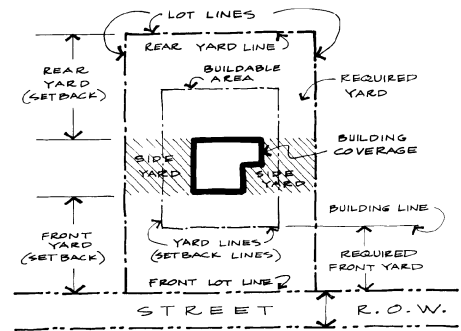 LOT LINES
REAR YARD LINE
BUILDABLE
AREA
REAR
YARD
(SETBACK)
REQUIRED
YARD
BUILDING
COVERAGE
SIDE
YARD
SIDE
YARD
BUILDING LINE
FRONT
YARD
(SETBACK)
YARD LINES
(SETBACK LINES)
REQUIRED
FRONT YARD
FRONT LOT LINE
STREET
R.O.W.